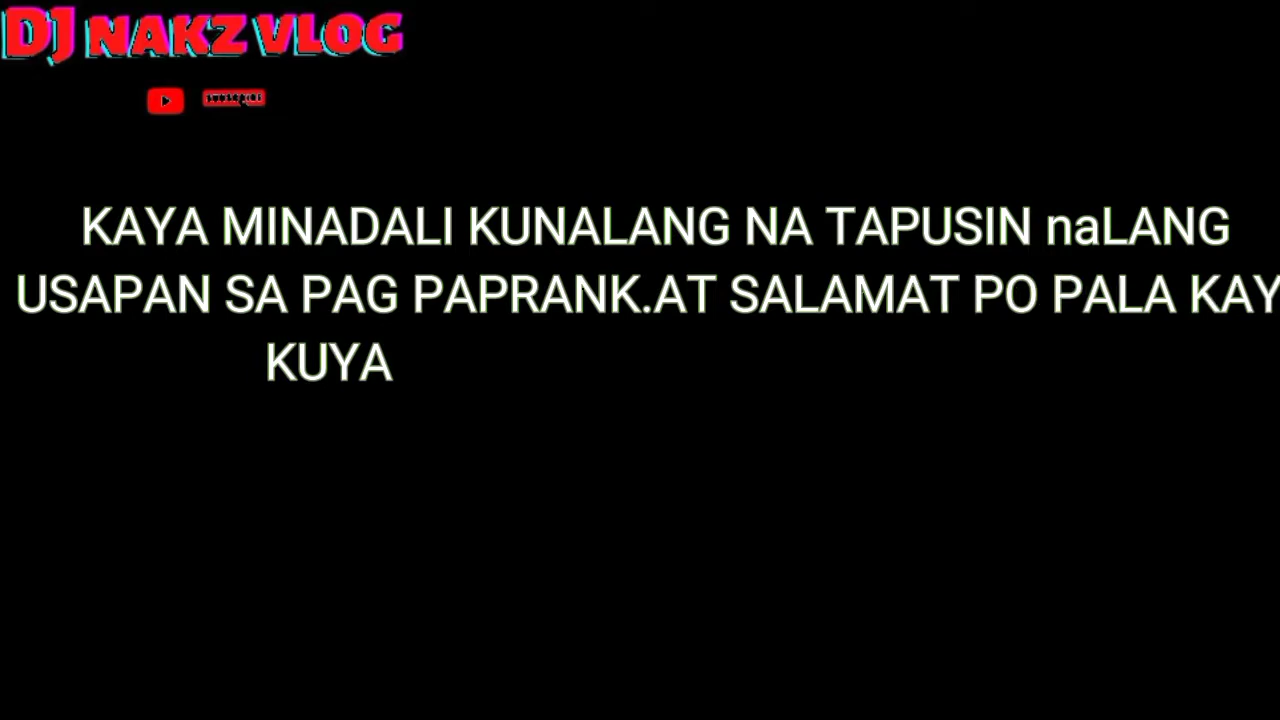 DJ NAKZ VLOG
SUBSCRIBE
KAYA MINADALI KUNALANG NA TAPUSIN naLANG
USAPAN SA PAG PAPRANK.AT SALAMAT PO PALA KAY
KUYA